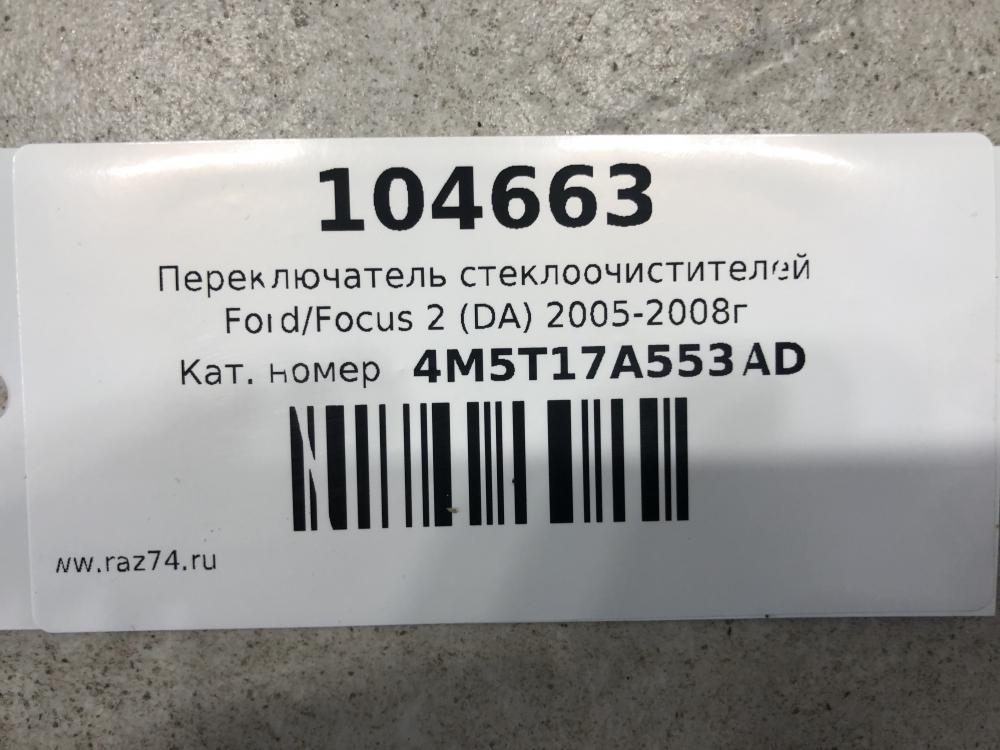 104663
Переключатель стеклоочистителей
Ford/Focus 2 (DA) 2005-2008г
Кат. номер 4M5T17A553AD
ww.raz74.ru